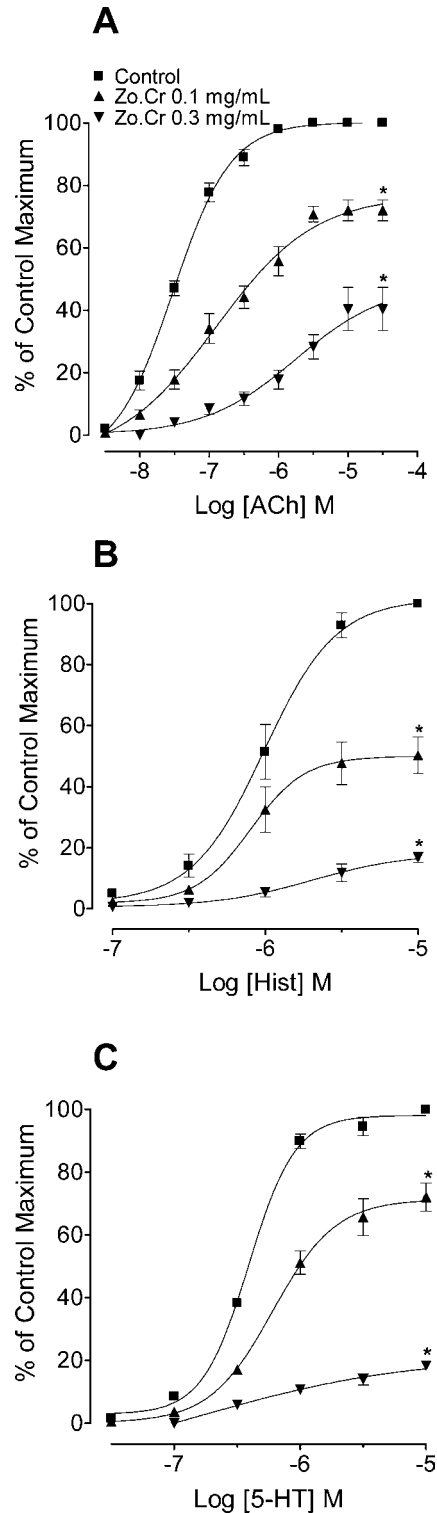 A
Control
Zo.Cr 0.1 mg/mL
Zo.Cr 0.3 mg/mL
100
80
60
40
20
0
% of Control Maximum
*
*
-8 -7 -6 -5 -4
Log [ACh] M
B
100
80
60
40
20
0
% of Control Maximum
*
*
-7 -6 -5
Log [Hist] M
C
100
80
60
40
20
0
% of Control Maximum
*
*
-7 -6 -5
Log [5-HT] M